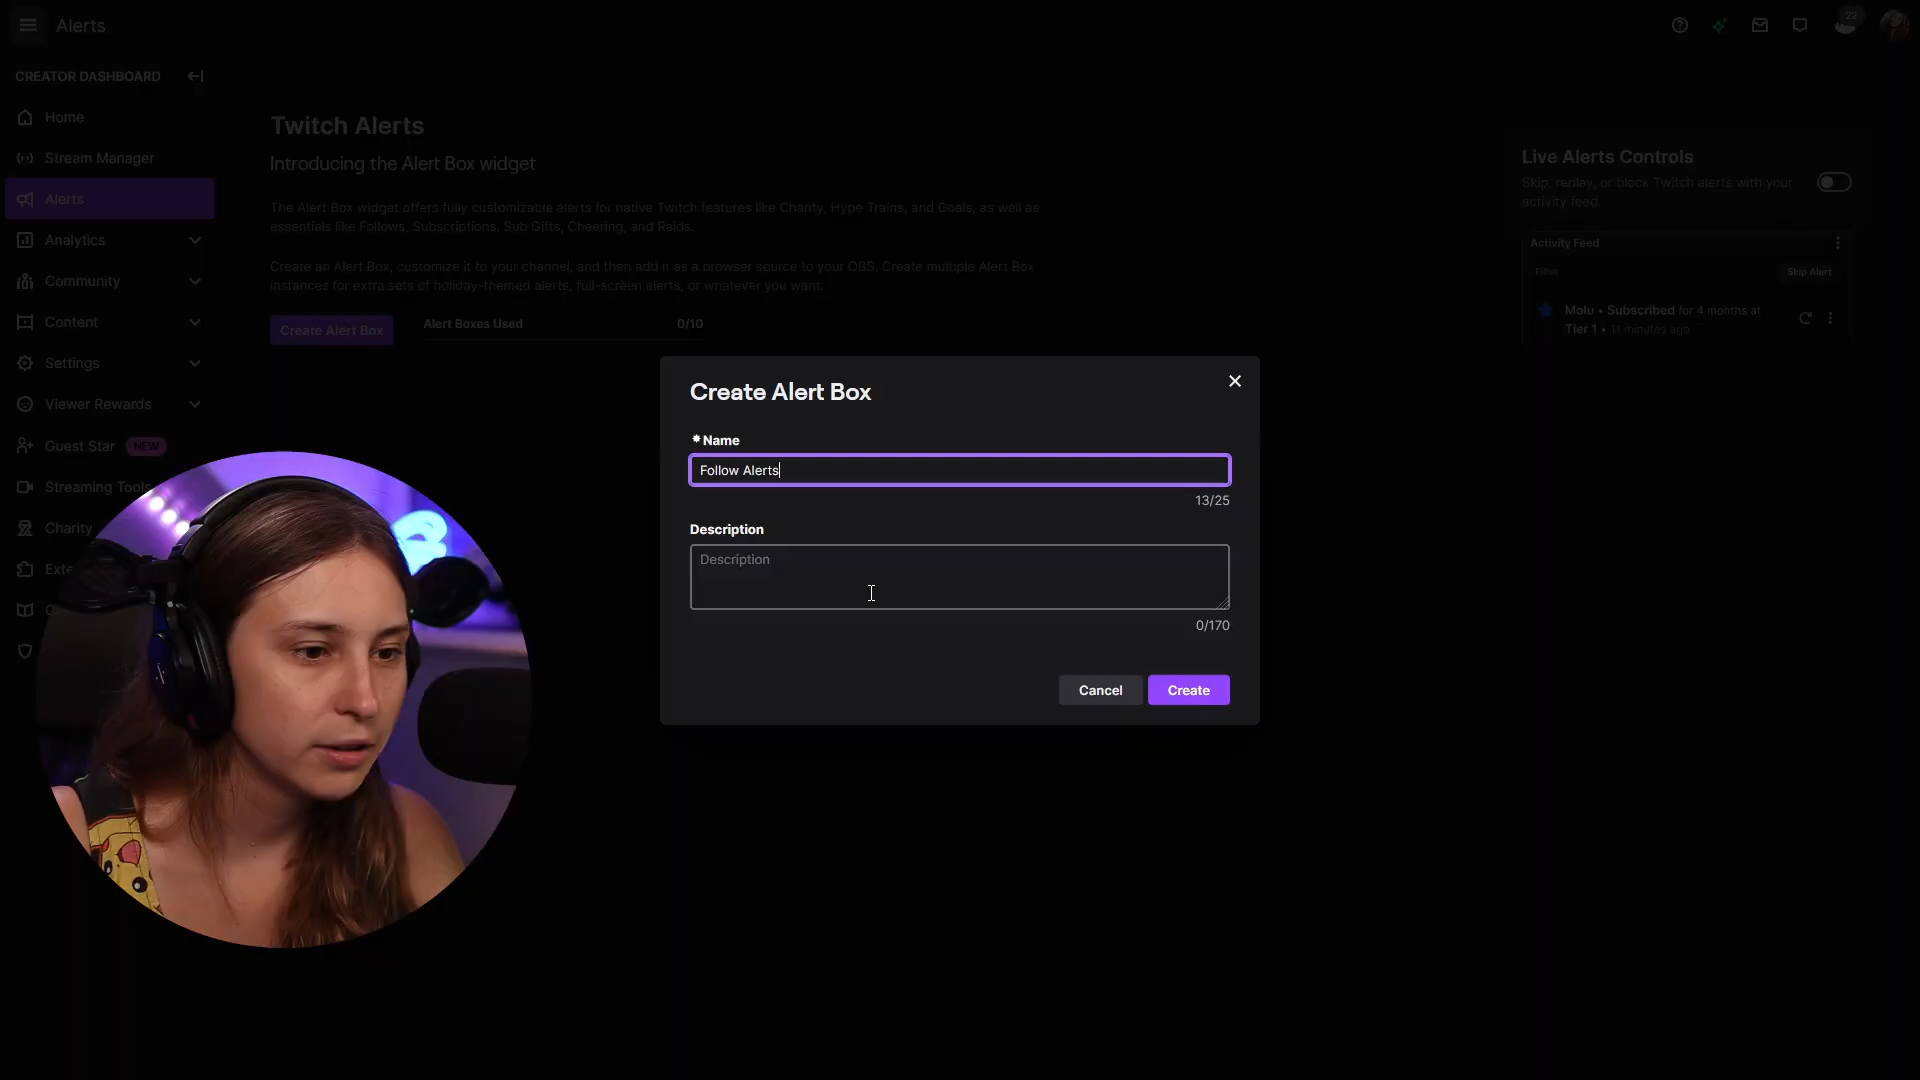 Alerts
22
CREATOR DASHBOARD
Home
Stream Manager
Alerts
Analytics
Community
Content
Settings
Viewer Rewards
Guest Star NEW
Streaming Tools
Charity
Exte
Twitch Alerts
Introducing the Alert Box widget
The Alert Box widget offers fully customizable alerts for native Twitch features like Charity, Hype Trains, and Goals, as well as
essentials like Follows, Subscriptions, Sub Gifts, Cheering, and Raids.
Create an Alert Box, customize it to your channel, and then add it as a browser source to your OBS. Create multiple Alert Box
instances for extra sets of holiday-themed alerts, full-screen alerts, or whatever you want.
Create Alert Box
Alert Boxes Used 0/10
Live Alerts Controls
Skip, replay, or block Twitch alerts with your
activity feed.
Activity Feed
Filter
Skip Alert
Molu • Subscribed for 4 months at
Tier 1 • 11 minutes ago
Create Alert Box
* Name
Follow Alerts
13/25
Description
Description
0/170
Cancel
Create